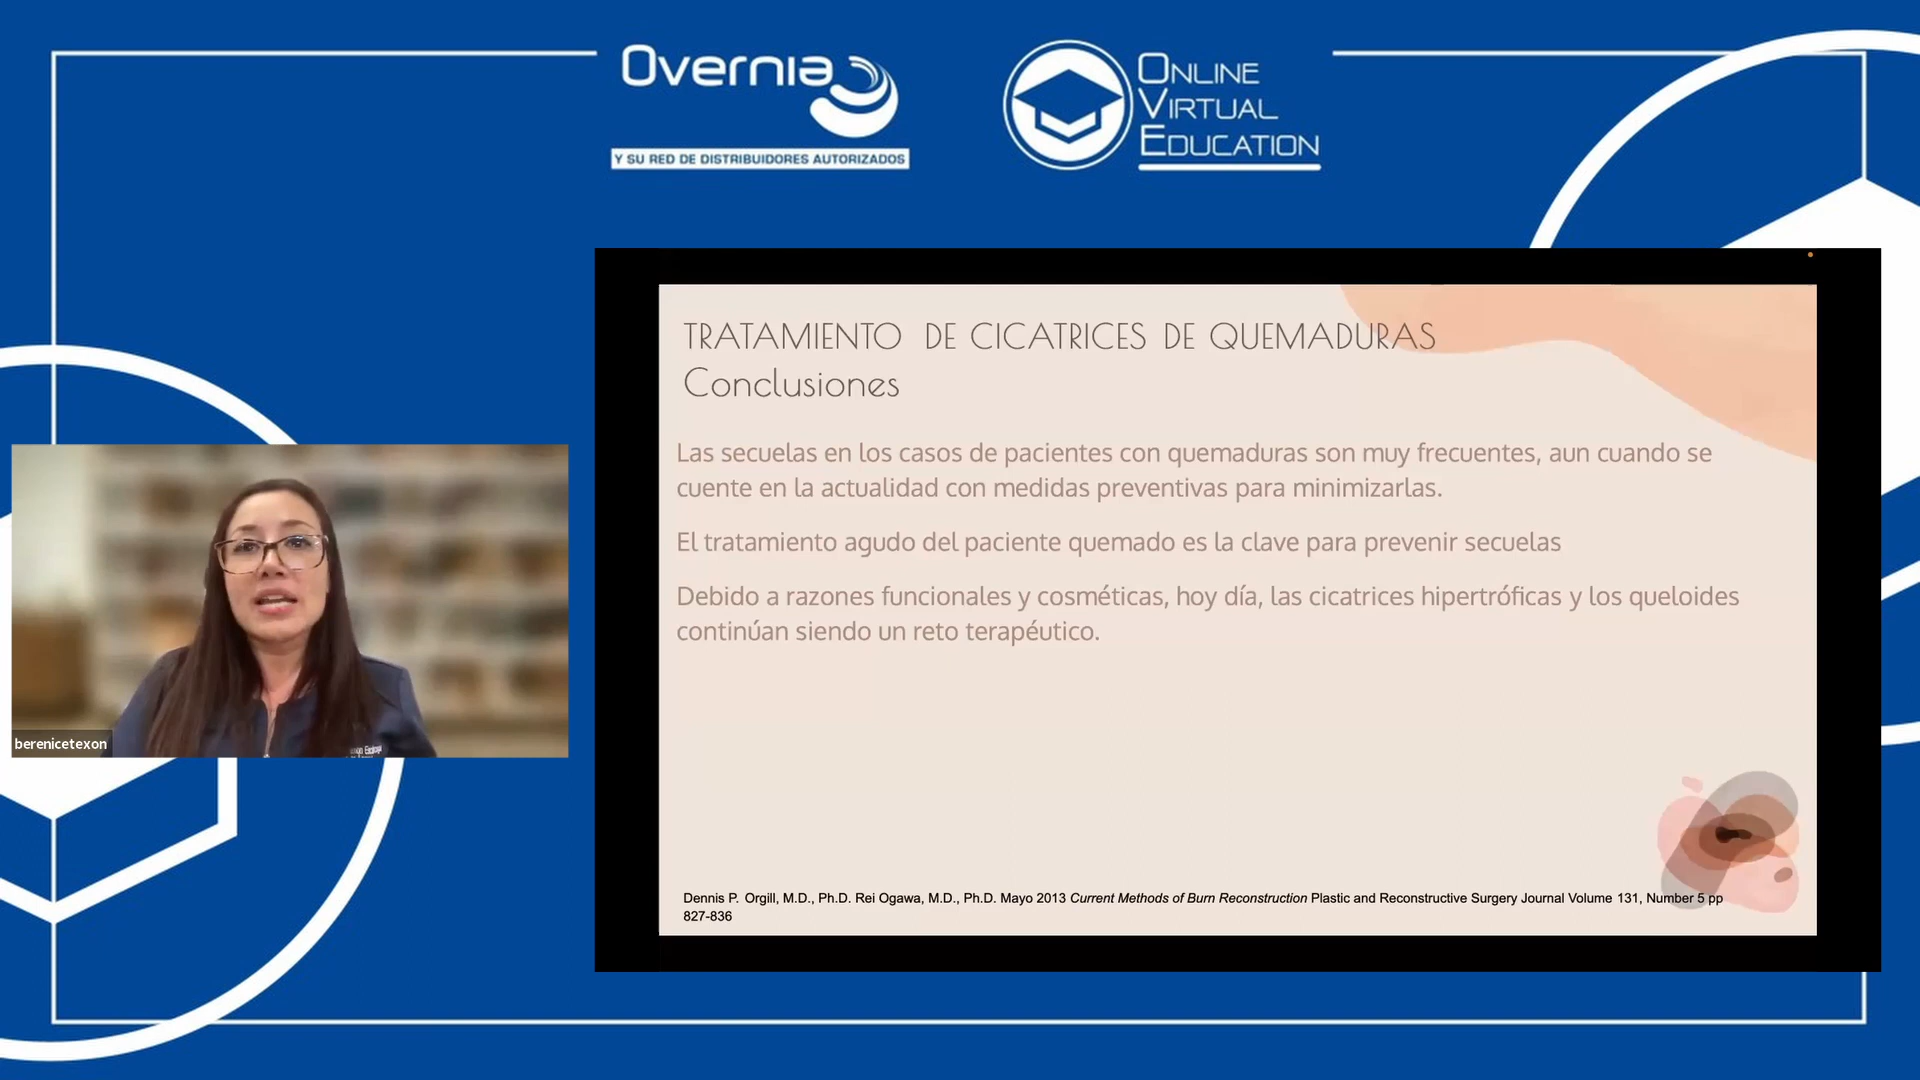 Overnia
Y SU RED DE DISTRIBUIDORES AUTORIZADOS
ONLINE
VIRTUAL
EDUCATION
TRATAMIENTO DE CICATRICES DE QUEMADURAS
Conclusiones
Las secuelas en los casos de pacientes con quemaduras son muy frecuentes, aun cuando se
cuente en la actualidad con medidas preventivas para minimizarlas.
El tratamiento agudo del paciente quemado es la clave para prevenir secuelas
Debido a razones funcionales y cosméticas, hoy día, las cicatrices hipertróficas y los queloides
continúan siendo un reto terapéutico.
Dennis P. Orgill, M.D., Ph.D. Rei Ogawa, M.D., Ph.D. Mayo 2013 Current Methods of Burn Reconstruction Plastic and Reconstructive Surgery Journal Volume 131, Number 5 pp
827-836
berenicetexon